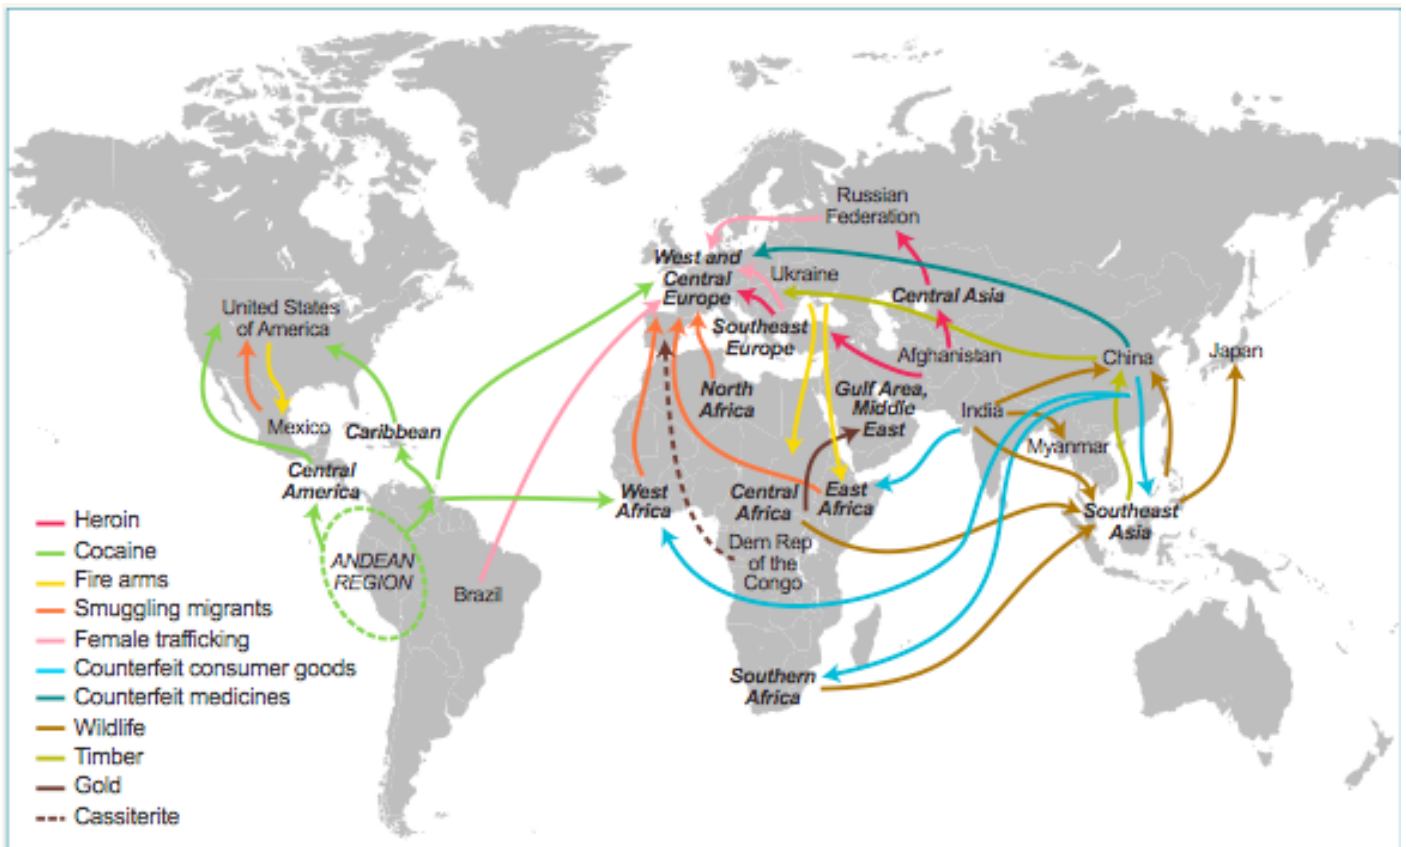 Russian
Federation
West and
Central
Europe
Ukraine
Central Asia
United States
of America
Southeast
Europe
Afghanistan
China
Japan
North
Africa
Gulf Area,
Middle
East
India
Mexico
Caribbean
Myanmar
Central
America
West
Africa
Central
Africa
East
Africa
Southeast
Asia
Dem Rep
of the
Congo
ANDEAN
REGION
Brazil
Southern
Africa
Heroin
Cocaine
Fire arms
Smuggling migrants
Female trafficking
Counterfeit consumer goods
Counterfeit medicines
Wildlife
Timber
Gold
Cassiterite